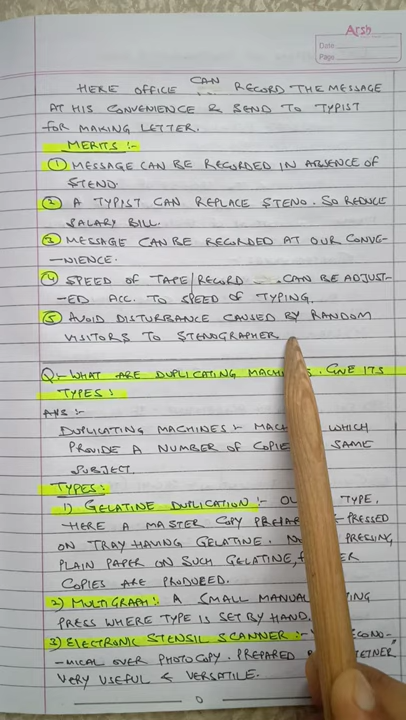 Arsh
Date
Page
HERE OFFICE CAN RECORD THE MESSAGE
AT HIS CONVENIENCE & SEND TO TYPIST
FOR MAKING LETTER.
MERITS :-
① MESSAGE CAN BE RECORDED IN ABSENCE OF
STENO
② A TYPIST CAN REPLACE STENO. SO REDUCE
SALARY BILL.
③ MESSAGE CAN BE RECORDED AT OUR CONVE-
-NIENCE.
④ SPEED OF TAPE/RECORD CAN BE ADJUST-
-ED ACC. TO SPEED OF TYPING.
⑤ AVOID DISTURBANCE CAUSED BY RANDOM
VISITORS TO STENOGRAPHER
Q:- WHAT ARE DUPLICATING . GIVE ITS
TYPES :
ANS :-
DUPLICATING MACHINES :- WHICH
PROVIDE A NUMBER OF SAME
SUBJECT.
TYPES:
1) GELATINE DUPLICATION :- TYPE.
HERE A MASTER COPY PRESSED
ON TRAY HAVING GELATINE. PRESSING,
PLAIN PAPER ON SUCH GELATINE,
COPIES ARE PRODURED.
2) MULTIGRAPH :- A SMALL MANUAL
PRESS WHERE TYPE IS SET BY HAND.
3) ELECTRONIC STENSIL SCANNER :-
-MICAL OVER PHOTOCOPY. PREPARED
VERY USEFUL & VERSATILE.